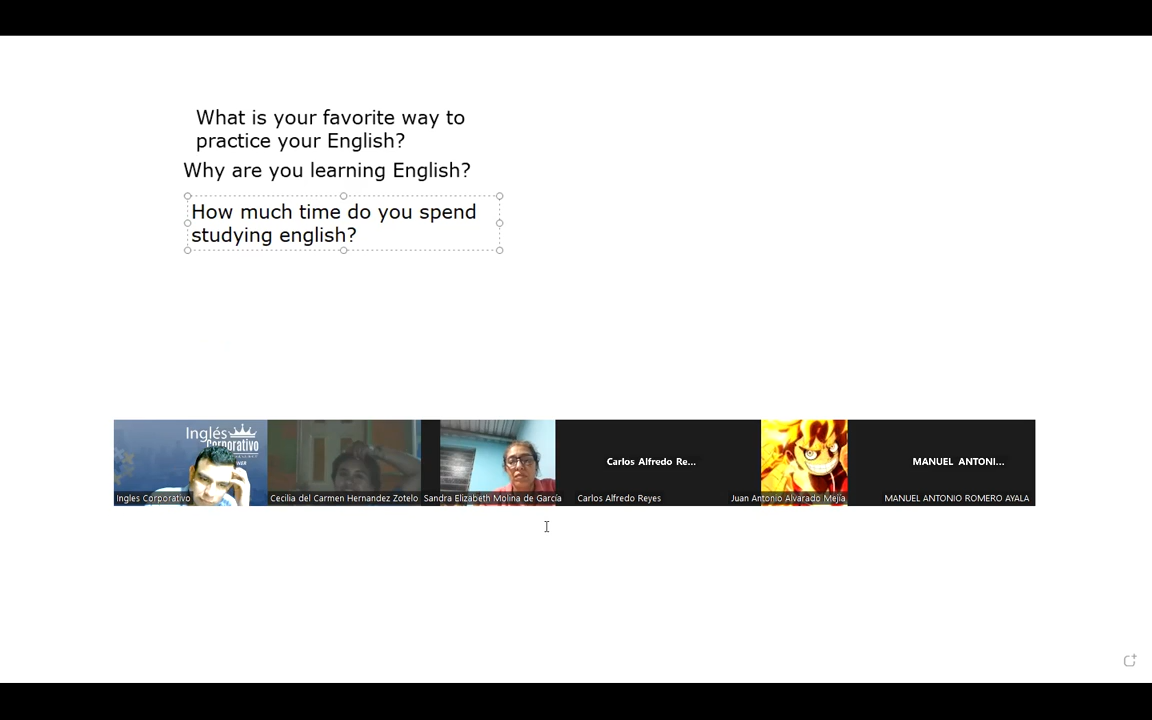 What is your favorite way to
practice your English?
Why are you learning English?
How much time do you spend
studying english?
Inglés
Corporativo
Carlos Alfredo Re...
MANUEL ANTONI...
Ingles Corporativo
Cecilia del Carmen Hernandez Zotelo
Sandra Elizabeth Molina de García
Carlos Alfredo Reyes
Juan Antonio Alvarado Mejía
MANUEL ANTONIO ROMERO AYALA